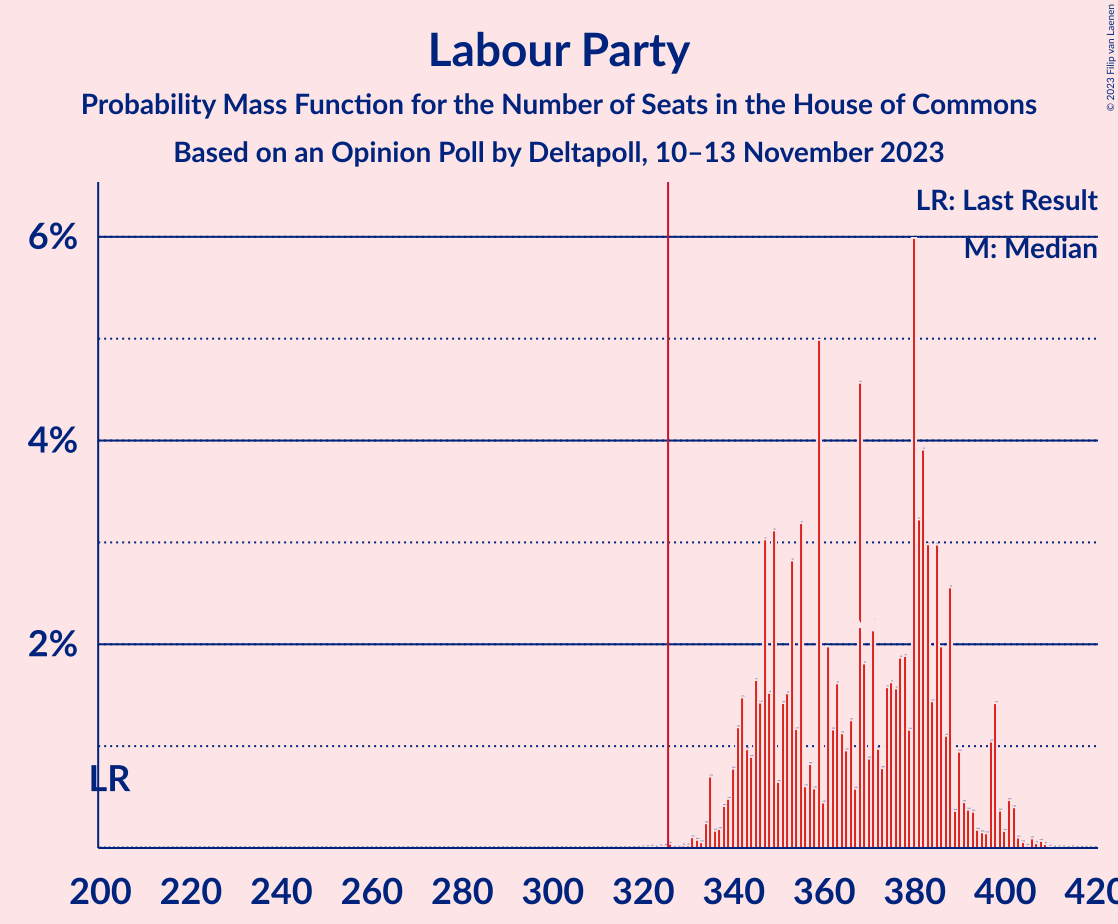 Labour Party
Probability Mass Function for the Number of Seats in the House of Commons
Based on an Opinion Poll by Deltapoll, 10–13 November 2023
© 2023 Filip van Laenen
LR: Last Result
M: Median
6%
4%
2%
LR
200 220 240 260 280 300 320 340 360 380 400 420